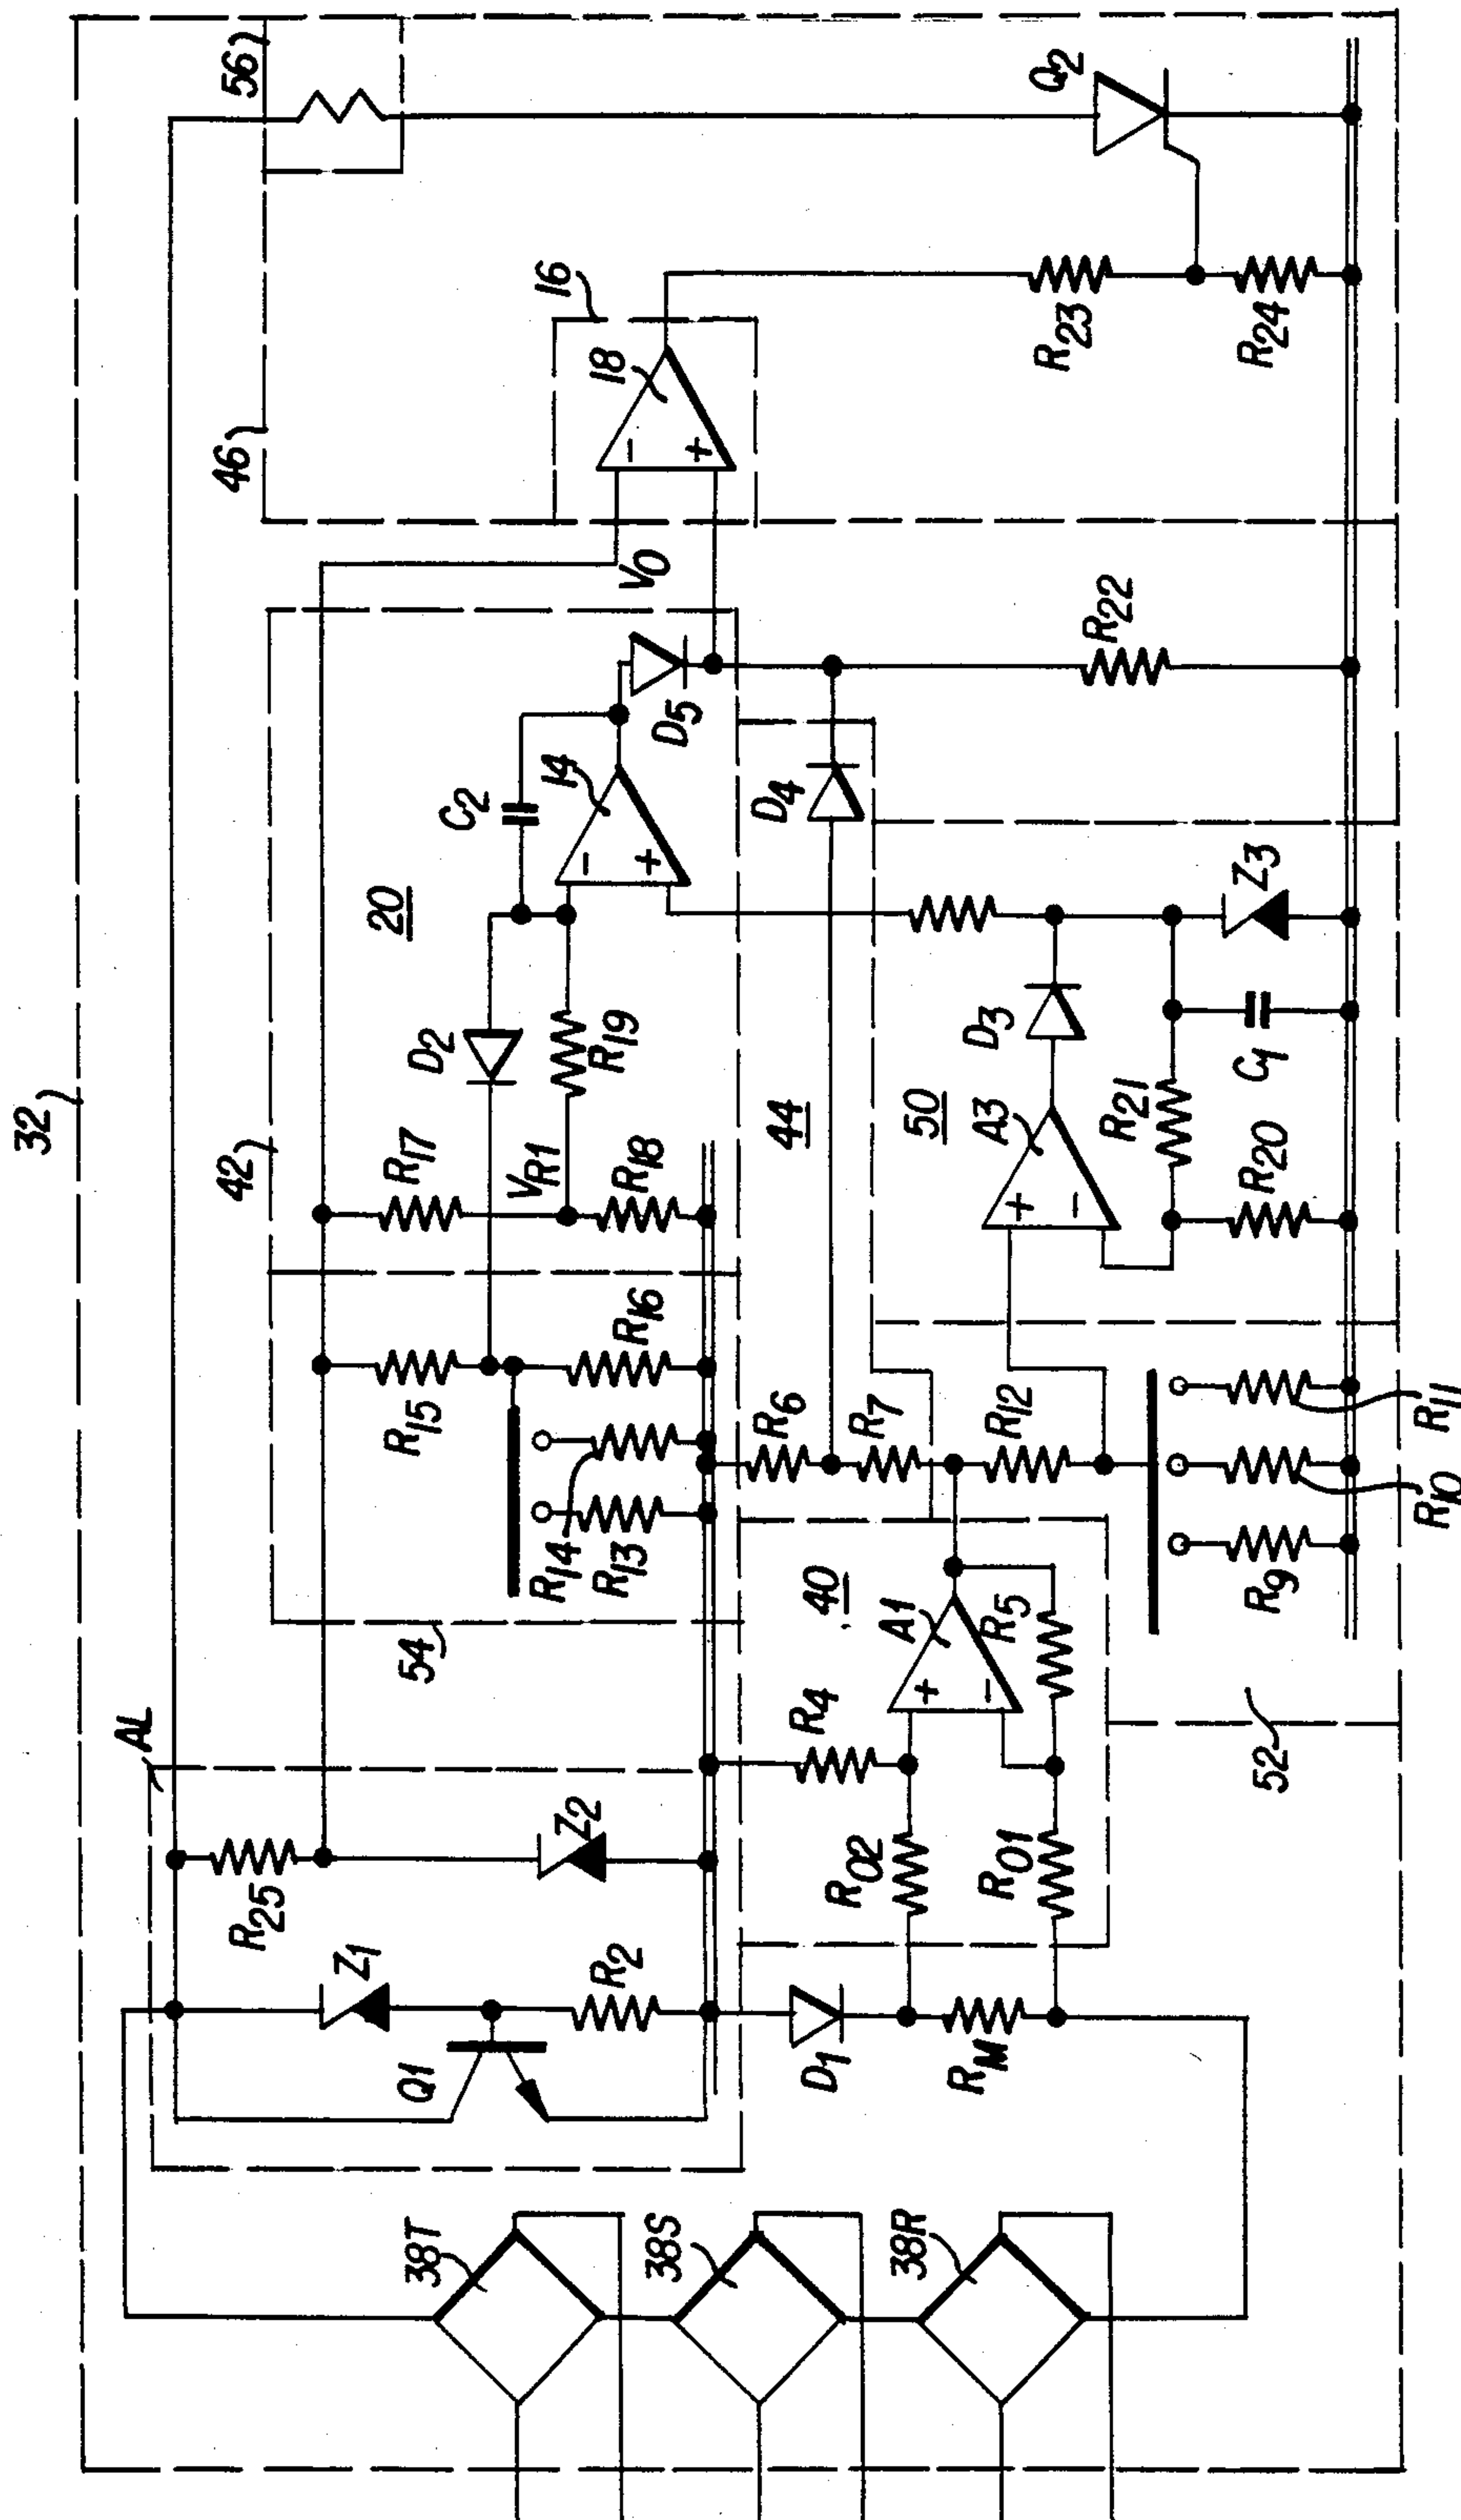 32
56
46
16
18
Q2
R23
R24
VO
42
20
C2
14
D5
R22
D2
R19
D4
R17
VR1
R18
44
50
D3
A3
Z3
C1
R21
R20
R15
R16
R14
R13
54
R6
R7
R12
R11
R10
R9
AL
40
A1
R5
R4
52
R25
Z2
R02
R01
Z1
R2
Q1
D1
RM
38T
38S
38R